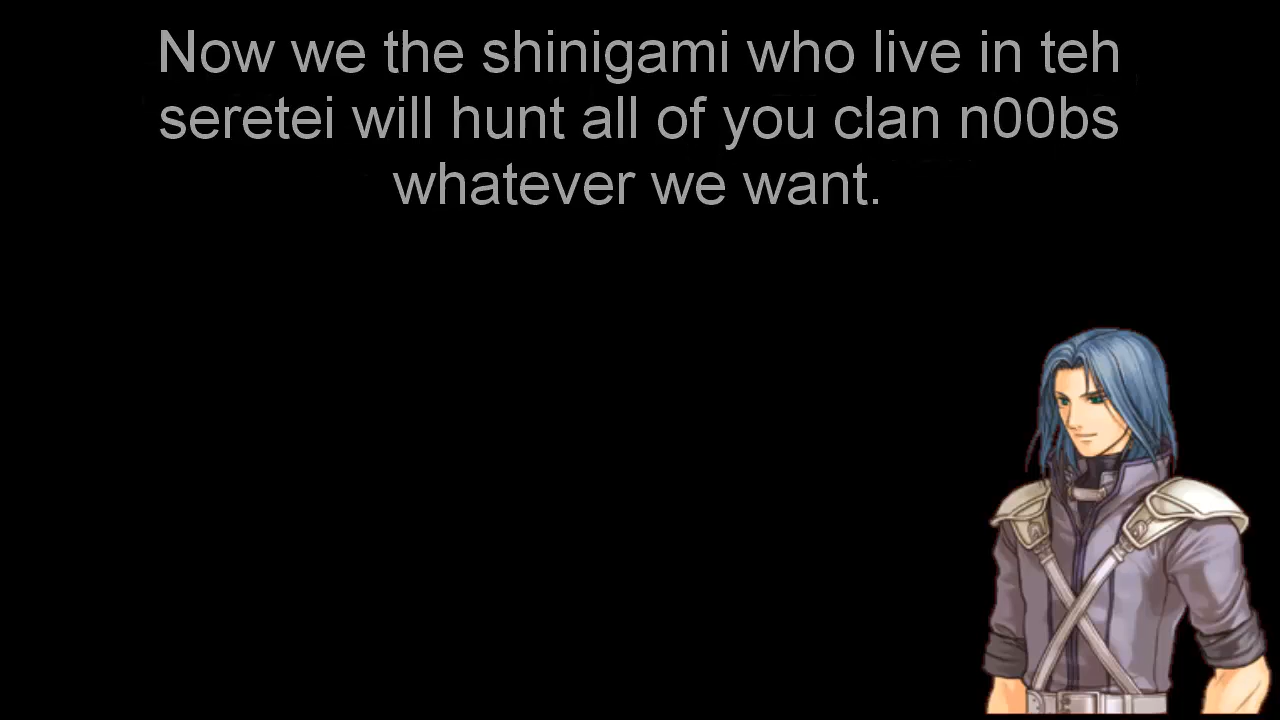 Now we the shinigami who live in teh
seretei will hunt all of you clan n00bs
whatever we want.